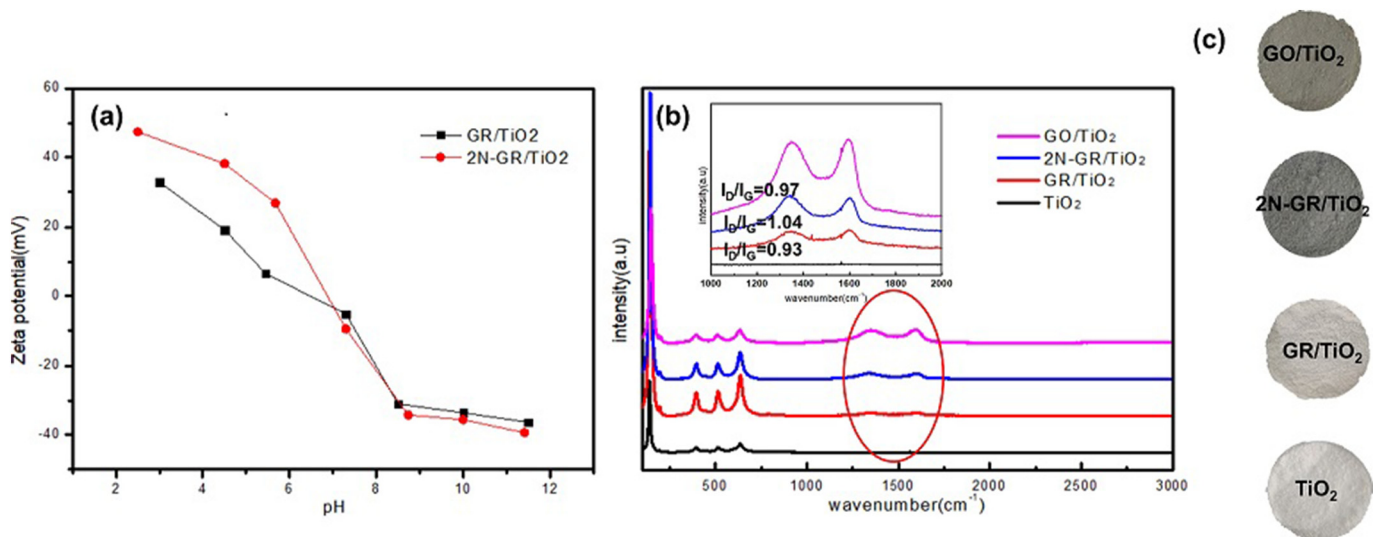 (a)
GR/TiO2
2N-GR/TiO2
60
40
20
0
-20
-40
2
4
6
8
10
12
Zeta potential(mV)
pH
(b)
GO/TiO₂
2N-GR/TiO₂
GR/TiO₂
TiO₂
intensity(a.u)
500
1000
1500
2000
2500
3000
wavenumber(cm⁻¹)
intensity(a.u)
I_D/I_G=0.97
I_D/I_G=1.04
I_D/I_G=0.93
1000
1200
1400
1600
1800
2000
wavenumber(cm⁻¹)
(c)
GO/TiO₂
2N-GR/TiO₂
GR/TiO₂
TiO₂